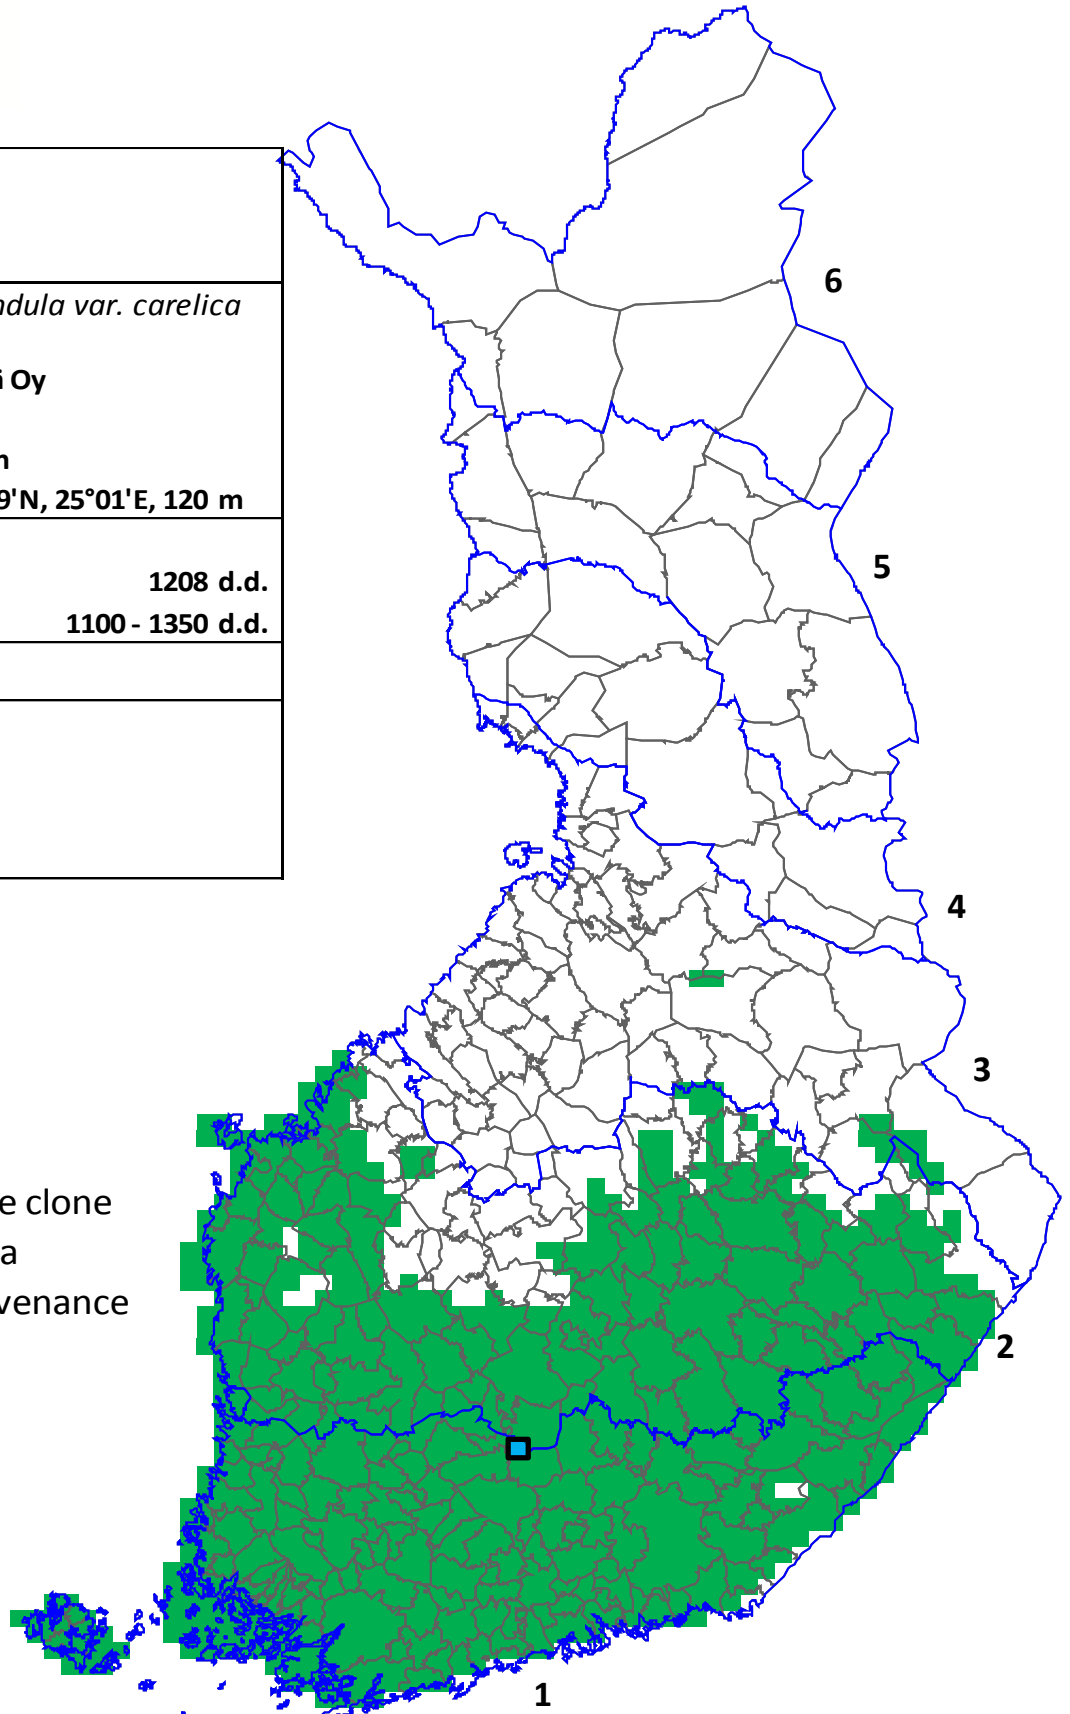 ndula var. carelica
i Oy
n
9'N, 25°01'E, 120 m
1208 d.d.
1100 - 1350 d.d.
6
5
4
3
e clone
a
venance
2
1